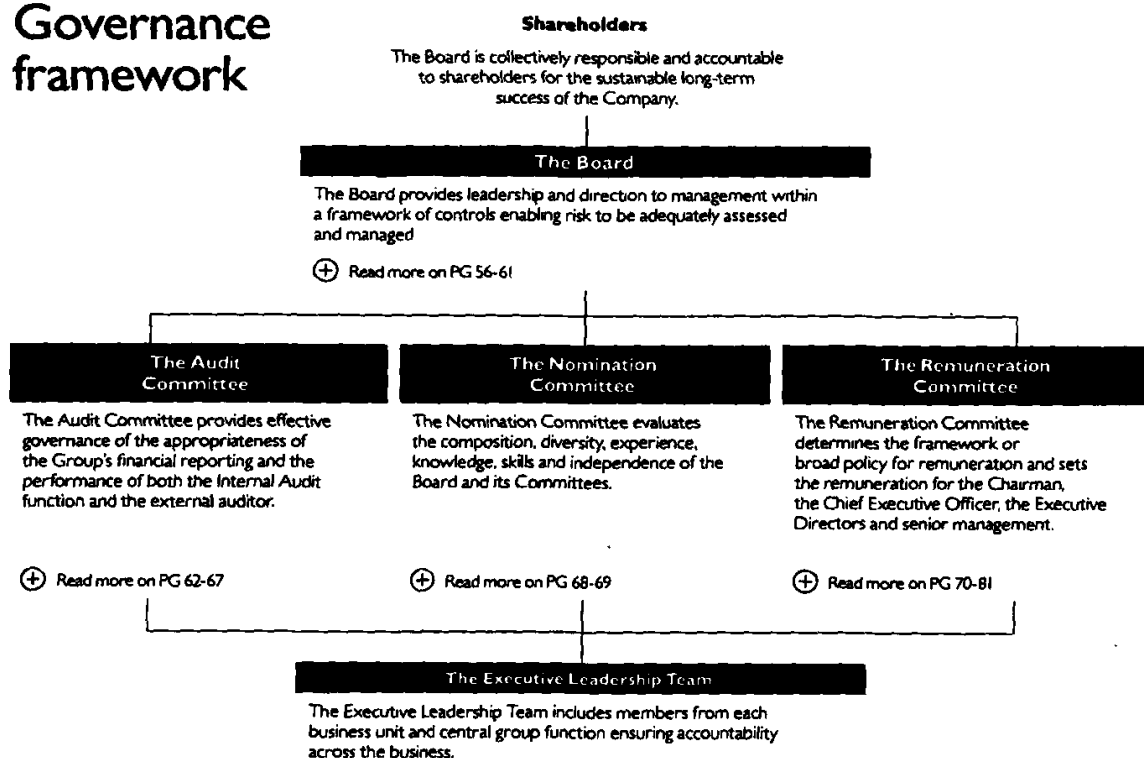 Governance
framework
Shareholders
The Board is collectively responsible and accountable
to shareholders for the sustainable long-term
success of the Company.
The Board
The Board provides leadership and direction to management within
a framework of controls enabling risk to be adequately assessed
and managed
Read more on PG 56-61
The Audit
Committee
The Audit Committee provides effective
governance of the appropriateness of
the Group's financial reporting and the
performance of both the Internal Audit
function and the external auditor.
Read more on PG 62-67
The Nomination
Committee
The Nomination Committee evaluates
the composition, diversity, experience,
knowledge, skills and independence of the
Board and its Committees.
Read more on PG 68-69
The Remuneration
Committee
The Remuneration Committee
determines the framework or
broad policy for remuneration and sets
the remuneration for the Chairman,
the Chief Executive Officer, the Executive
Directors and senior management.
Read more on PG 70-81
The Executive Leadership Team
The Executive Leadership Team includes members from each
business unit and central group function ensuring accountability
across the business.